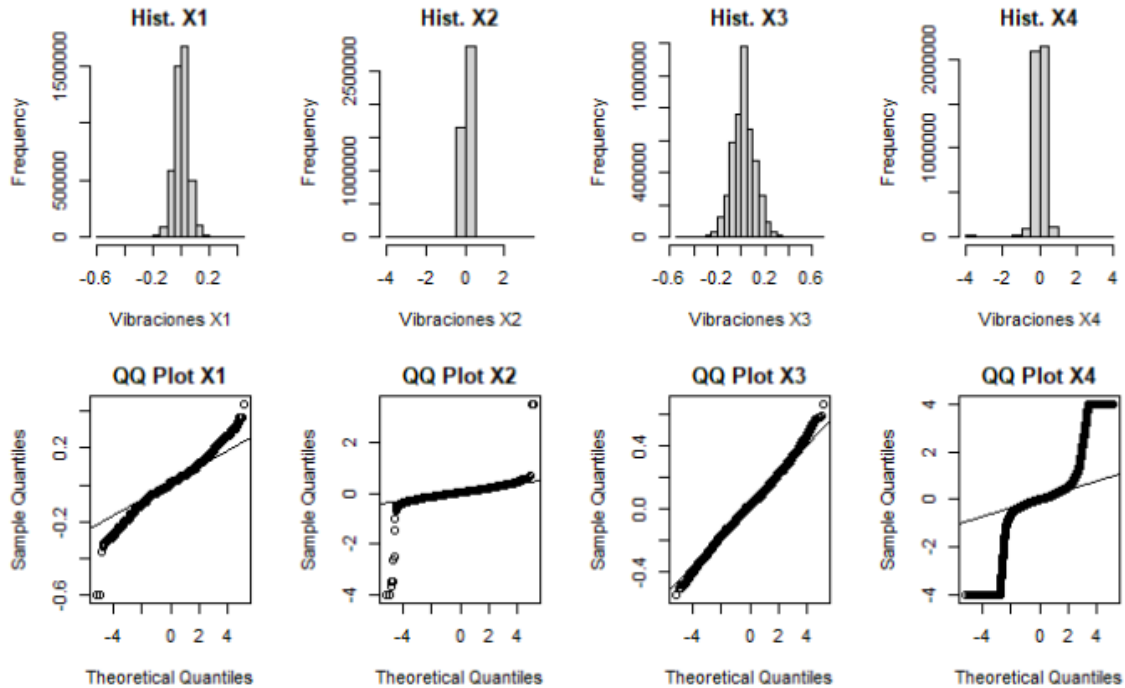 Hist. X1
Hist. X2
Hist. X3
Hist. X4
Frequency
0
500000
1500000
-0.6
-0.2
0.2
Vibraciones X1
Frequency
0
1000000
2500000
-4
-2
0
2
Vibraciones X2
Frequency
0
400000
1000000
-0.6
-0.2
0.2
0.6
Vibraciones X3
Frequency
0
1000000
2000000
-4
-2
0
2
4
Vibraciones X4
QQ Plot X1
QQ Plot X2
QQ Plot X3
QQ Plot X4
Sample Quantiles
-0.6
-0.2
0.2
-4
0
2
4
Theoretical Quantiles
Sample Quantiles
-4
-2
0
2
-4
0
2
4
Theoretical Quantiles
Sample Quantiles
-0.4
0.0
0.4
-4
0
2
4
Theoretical Quantiles
Sample Quantiles
-4
-2
0
2
4
-4
0
2
4
Theoretical Quantiles